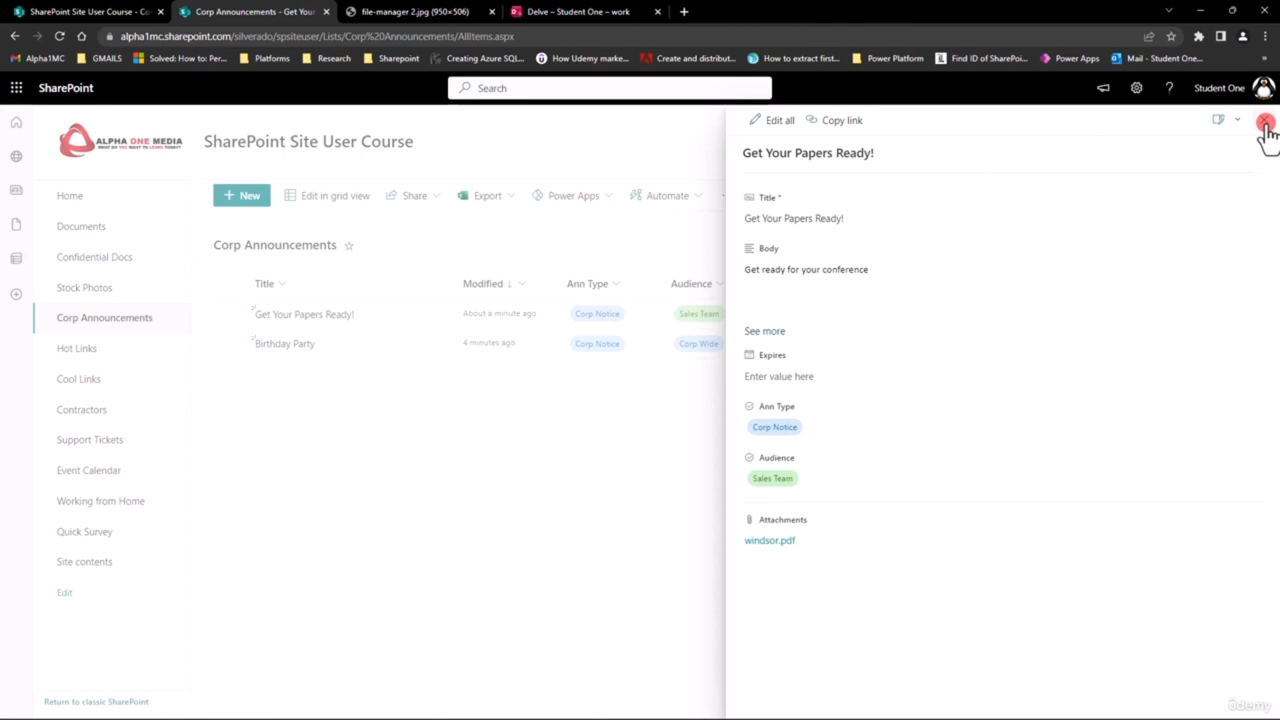 SharePoint Site User Course - Co
Corp Announcements - Get Your
file-manager 2.jpg (950×506)
Delve – Student One – work
alpha1mc.sharepoint.com/silverado/spsiteuser/Lists/Corp%20Announcements/AllItems.aspx
Alpha1MC
GMAILS
Solved: How to: Per...
Platforms
Research
Sharepoint
Creating Azure SQL...
How Udemy marke...
Create and distribut...
How to extract first...
Power Platform
Find ID of SharePoi...
Power Apps
Mail - Student One...
SharePoint
Search
Student One
ALPHA ONE MEDIA
WHAT DO YOU WANT TO LEARN TODAY?
SharePoint Site User Course
Home
Documents
Confidential Docs
Stock Photos
Corp Announcements
Hot Links
Cool Links
Contractors
Support Tickets
Event Calendar
Working from Home
Quick Survey
Site contents
Edit
Return to classic SharePoint
+ New
Edit in grid view
Share
Export
Power Apps
Automate
Corp Announcements
Title
Modified ↓
Ann Type
Audience
Get Your Papers Ready!
About a minute ago
Corp Notice
Sales Team
Birthday Party
4 minutes ago
Corp Notice
Corp Wide
Edit all
Copy link
Get Your Papers Ready!
Title *
Get Your Papers Ready!
Body
Get ready for your conference
See more
Expires
Enter value here
Ann Type
Corp Notice
Audience
Sales Team
Attachments
windsor.pdf
ûdemy